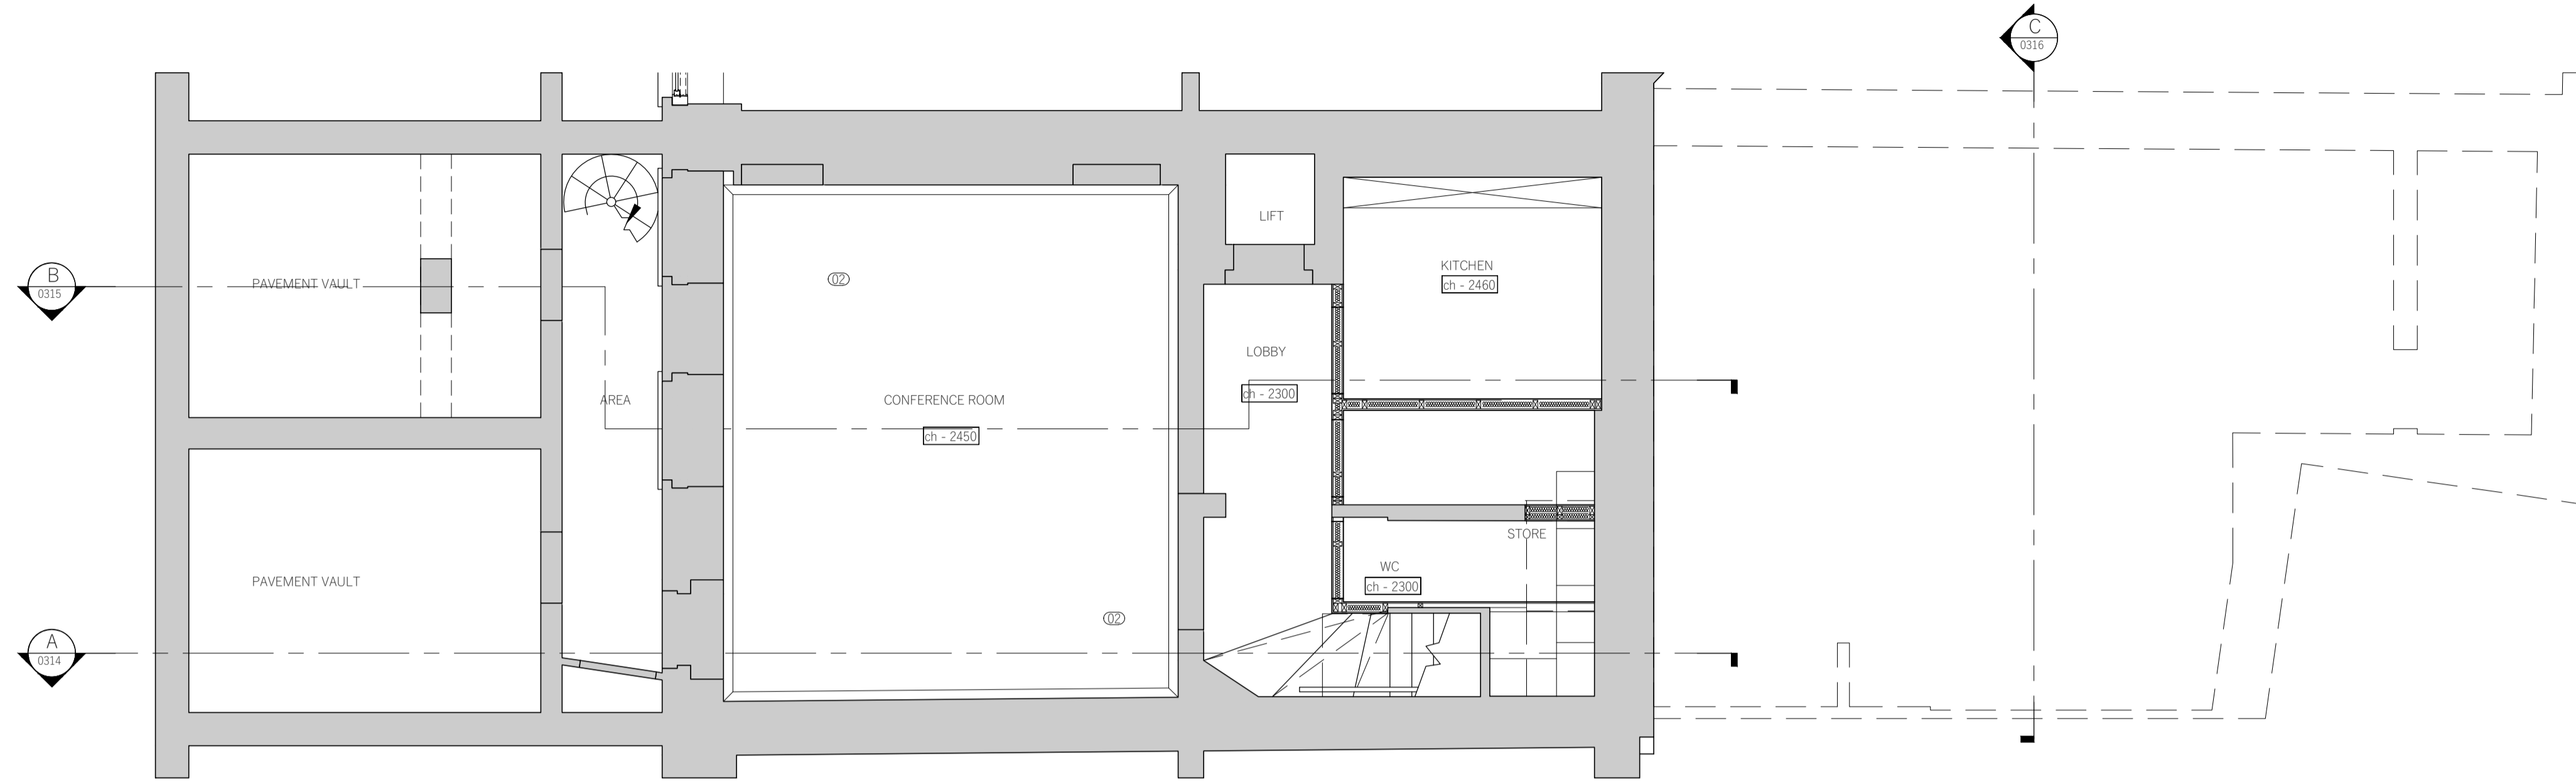 C
0316
LIFT
KITCHEN
ch - 2460
B
0315
PAVEMENT VAULT
02
LOBBY
ch - 2300
AREA
CONFERENCE ROOM
ch - 2450
STORE
WC
ch - 2300
PAVEMENT VAULT
02
A
0314